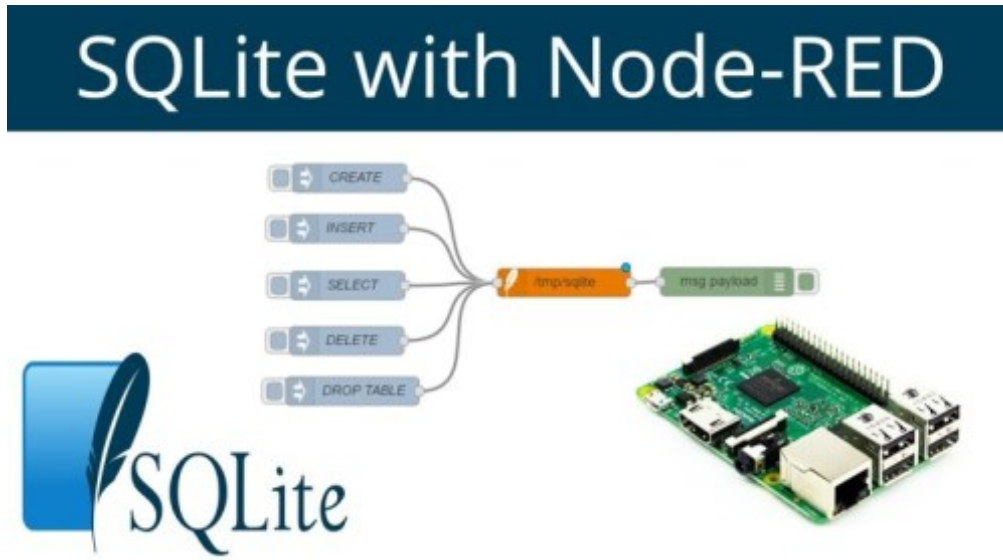 SQLite with Node-RED
CREATE
INSERT
SELECT
DELETE
DROP TABLE
/tmp/sqlite
msg.payload
SQLite